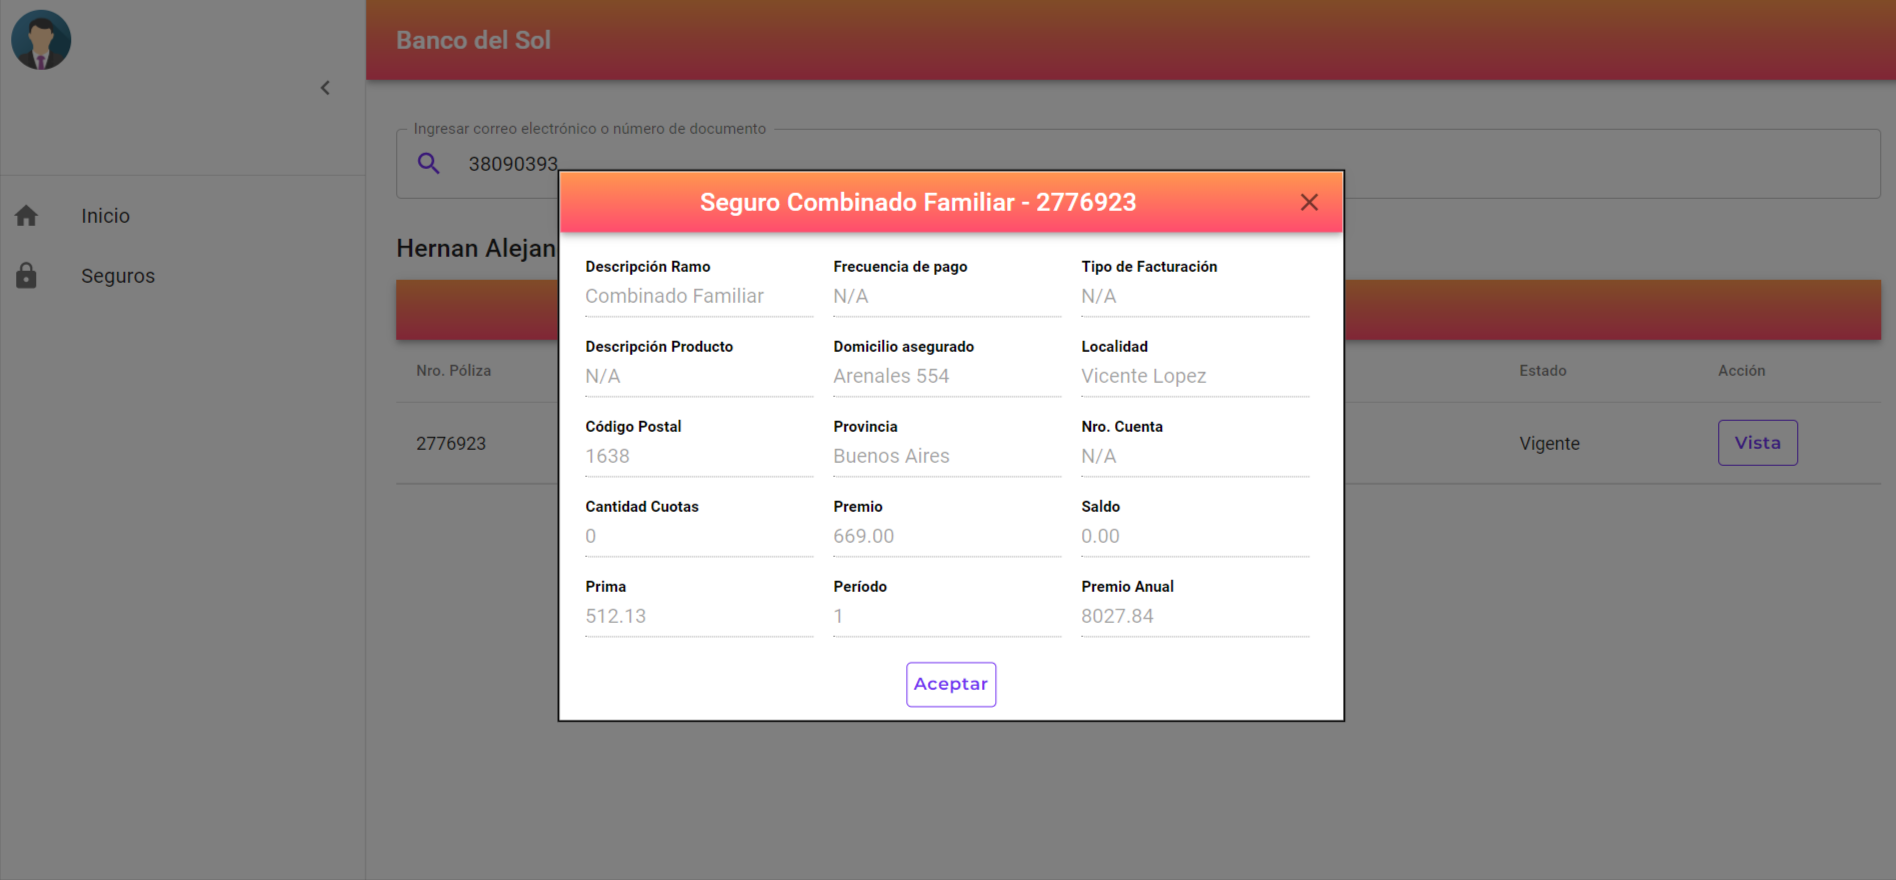 Banco del Sol
Ingresar correo electrónico o número de documento
38090393
Inicio
Seguros
Hernan Alejan
Nro. Póliza
Estado
Acción
2776923
Vigente
Vista
Seguro Combinado Familiar - 2776923
Descripción Ramo
Frecuencia de pago
Tipo de Facturación
Combinado Familiar
N/A
N/A
Descripción Producto
Domicilio asegurado
Localidad
N/A
Arenales 554
Vicente Lopez
Código Postal
Provincia
Nro. Cuenta
1638
Buenos Aires
N/A
Cantidad Cuotas
Premio
Saldo
0
669.00
0.00
Prima
Período
Premio Anual
512.13
1
8027.84
Aceptar